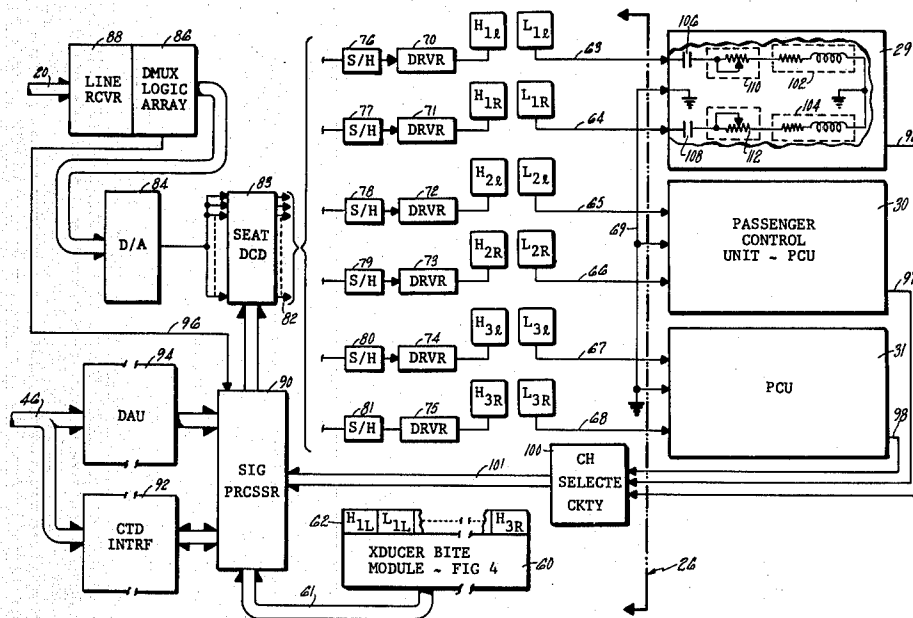 88 86
20
LINE RCVR
DMUX LOGIC ARRAY
84
D/A
83
SEAT DCD
82
96
94
46
DAU
90
SIG PRCSSR
92
CTD INTRF
61
76 S/H 70 DRVR H1ℓ L1ℓ 63
77 S/H 71 DRVR H1R L1R 64
78 S/H 72 DRVR H2ℓ L2ℓ 65
79 S/H 73 DRVR H2R L2R 66
80 S/H 74 DRVR H3ℓ L3ℓ 67
81 S/H 75 DRVR H3R L3R 68
69
106 29
110 102
104
108 112
30
PASSENGER
CONTROL
UNIT ~ PCU
97
31
PCU
98
100
CH
SELECTE
CKTY
101
62 H1L L1L H3R
XDUCER BITE
MODULE ~ FIG 4
60
26